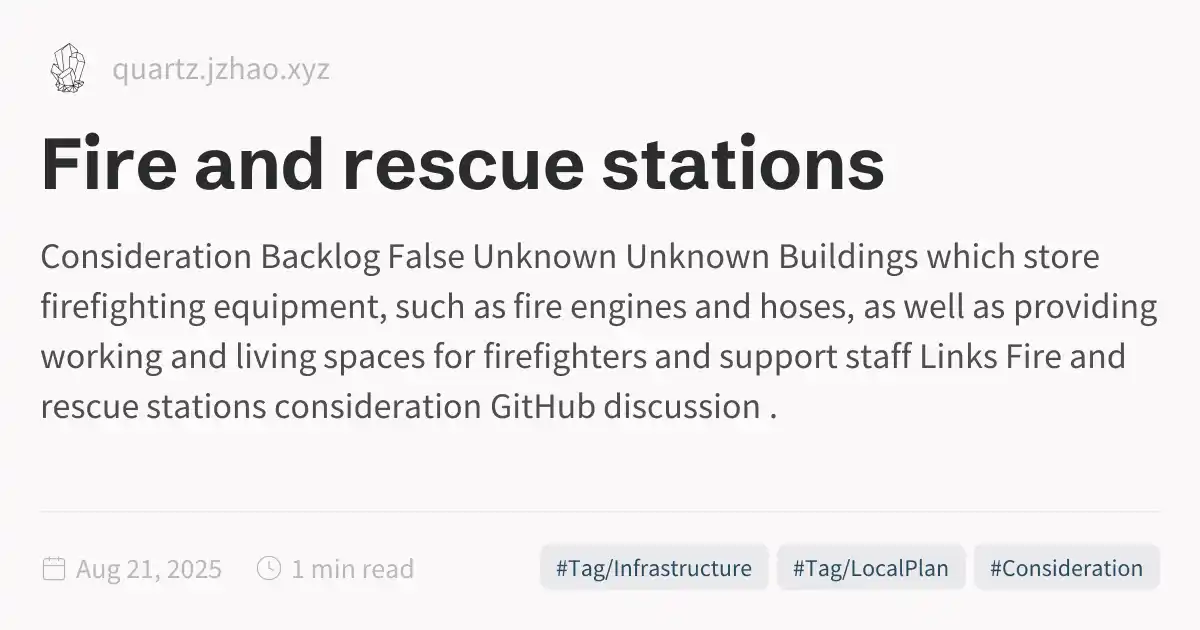 quartz.jzhao.xyz
Fire and rescue stations
Consideration Backlog False Unknown Unknown Buildings which store
firefighting equipment, such as fire engines and hoses, as well as providing
working and living spaces for firefighters and support staff Links Fire and
rescue stations consideration GitHub discussion .
Aug 21, 2025 1 min read #Tag/Infrastructure #Tag/LocalPlan #Consideration